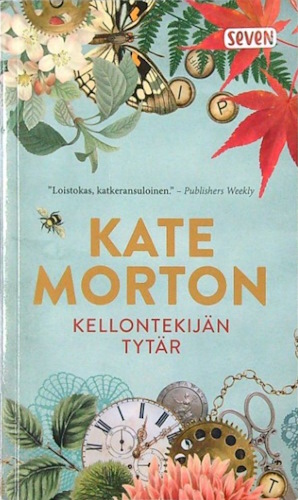 SEVEN
I
P
T
"Loistokas, katkeransuloinen." – Publishers Weekly
KATE
MORTON
KELLONTEKIJÄN
TYTÄR
T